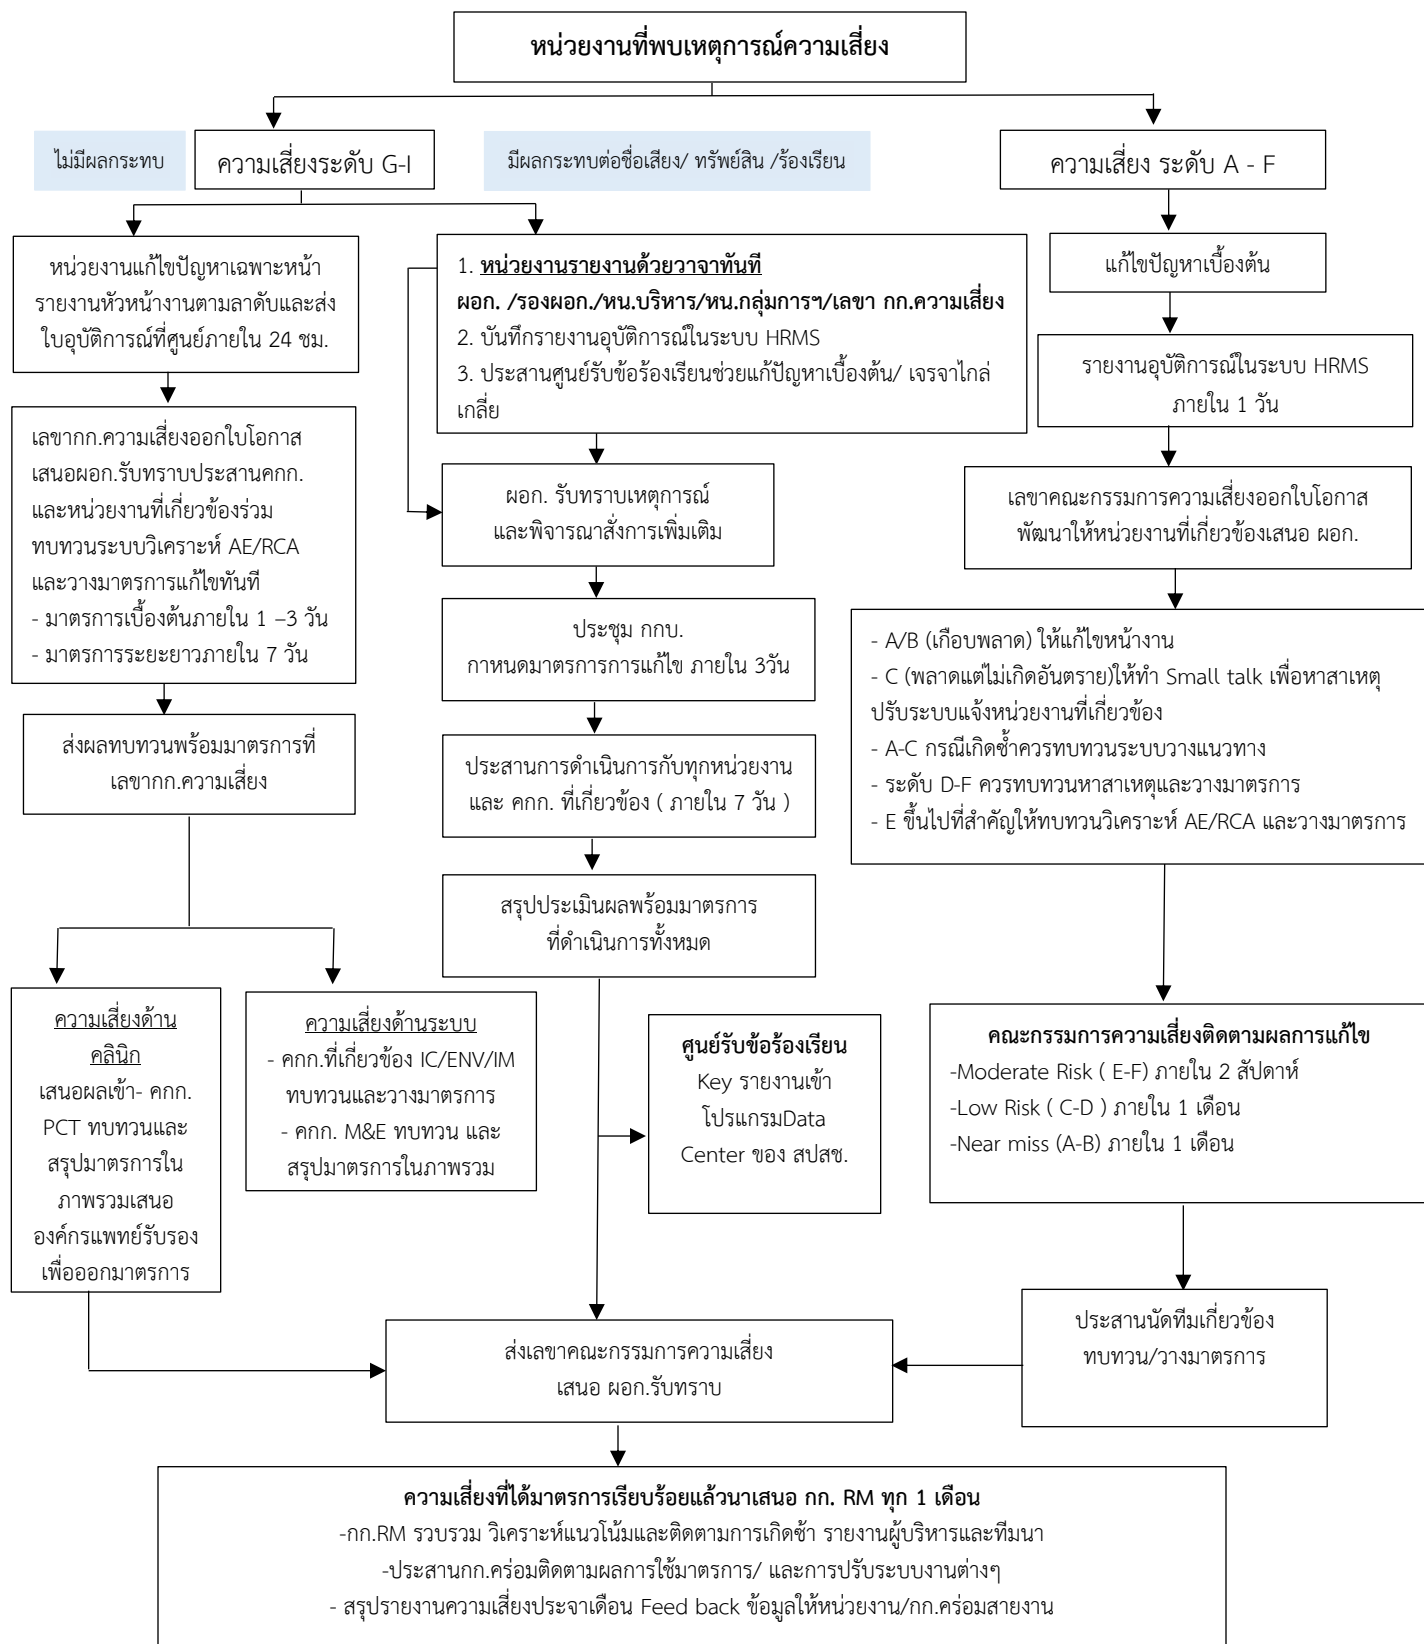 หน่วยงานที่พบเหตุการณ์ความเสี่ยง
ไม่มีผลกระทบ
ความเสี่ยงระดับ G-I
มีผลกระทบต่อชื่อเสียง/ ทรัพย์สิน /ร้องเรียน
ความเสี่ยง ระดับ A - F
หน่วยงานแก้ไขปัญหาเฉพาะหน้า
รายงานหัวหน้างานตามลาดับและส่ง
ใบอุบัติการณ์ที่ศูนย์ภายใน 24 ชม.
1. หน่วยงานรายงานด้วยวาจาทันที
ผอก. /รองผอก./หน.บริหาร/หน.กลุ่มการฯ/เลขา กก.ความเสี่ยง
2. บันทึกรายงานอุบัติการณ์ในระบบ HRMS
3. ประสานศูนย์รับข้อร้องเรียนช่วยแก้ปัญหาเบื้องต้น/ เจรจาไกล่
เกลี่ย
แก้ไขปัญหาเบื้องต้น
รายงานอุบัติการณ์ในระบบ HRMS
ภายใน 1 วัน
เลขากก.ความเสี่ยงออกใบโอกาส
เสนอผอก.รับทราบประสานคกก.
และหน่วยงานที่เกี่ยวข้องร่วม
ทบทวนระบบวิเคราะห์ AE/RCA
และวางมาตรการแก้ไขทันที
- มาตรการเบื้องต้นภายใน 1 –3 วัน
- มาตรการระยะยาวภายใน 7 วัน
ผอก. รับทราบเหตุการณ์
และพิจารณาสั่งการเพิ่มเติม
เลขาคณะกรรมการความเสี่ยงออกใบโอกาส
พัฒนาให้หน่วยงานที่เกี่ยวข้องเสนอ ผอก.
ประชุม กกบ.
กาหนดมาตรการการแก้ไข ภายใน 3วัน
- A/B (เกือบพลาด) ให้แก้ไขหน้างาน
- C (พลาดแต่ไม่เกิดอันตราย)ให้ทำ Small talk เพื่อหาสาเหตุ
ปรับระบบแจ้งหน่วยงานที่เกี่ยวข้อง
- A-C กรณีเกิดซ้ำควรทบทวนระบบวางแนวทาง
- ระดับ D-F ควรทบทวนหาสาเหตุและวางมาตรการ
- E ขึ้นไปที่สำคัญให้ทบทวนวิเคราะห์ AE/RCA และวางมาตรการ
ส่งผลทบทวนพร้อมมาตรการที่
เลขากก.ความเสี่ยง
ประสานการดำเนินการกับทุกหน่วยงาน
และ คกก. ที่เกี่ยวข้อง ( ภายใน 7 วัน )
สรุปประเมินผลพร้อมมาตรการ
ที่ดำเนินการทั้งหมด
ความเสี่ยงด้าน
คลินิก
เสนอผลเข้า- คกก.
PCT ทบทวนและ
สรุปมาตรการใน
ภาพรวมเสนอ
องค์กรแพทย์รับรอง
เพื่อออกมาตรการ
ความเสี่ยงด้านระบบ
- คกก.ที่เกี่ยวข้อง IC/ENV/IM
ทบทวนและวางมาตรการ
- คกก. M&E ทบทวน และ
สรุปมาตรการในภาพรวม
ศูนย์รับข้อร้องเรียน
Key รายงานเข้า
โปรแกรมData
Center ของ สปสช.
คณะกรรมการความเสี่ยงติดตามผลการแก้ไข
-Moderate Risk ( E-F) ภายใน 2 สัปดาห์
-Low Risk ( C-D ) ภายใน 1 เดือน
-Near miss (A-B) ภายใน 1 เดือน
ส่งเลขาคณะกรรมการความเสี่ยง
เสนอ ผอก.รับทราบ
ประสานนัดทีมเกี่ยวข้อง
ทบทวน/วางมาตรการ
ความเสี่ยงที่ได้มาตรการเรียบร้อยแล้วนาเสนอ กก. RM ทุก 1 เดือน
-กก.RM รวบรวม วิเคราะห์แนวโน้มและติดตามการเกิดซ้า รายงานผู้บริหารและทีมนา
-ประสานกก.คร่อมติดตามผลการใช้มาตรการ/ และการปรับระบบงานต่างๆ
- สรุปรายงานความเสี่ยงประจาเดือน Feed back ข้อมูลให้หน่วยงาน/กก.คร่อมสายงาน